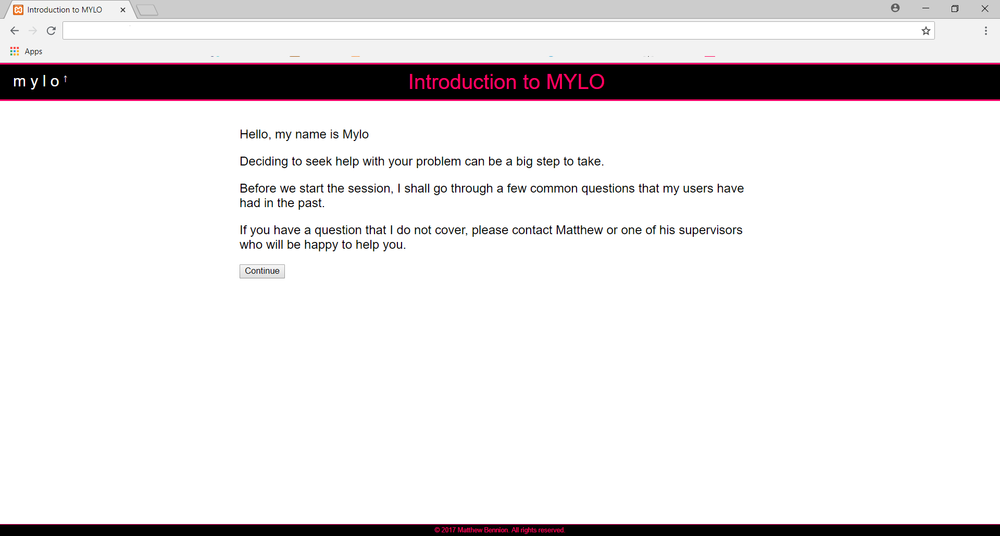 Introduction to MYLO
Apps
mylo↑
Introduction to MYLO
Hello, my name is Mylo
Deciding to seek help with your problem can be a big step to take.
Before we start the session, I shall go through a few common questions that my users have
had in the past.
If you have a question that I do not cover, please contact Matthew or one of his supervisors
who will be happy to help you.
Continue
© 2017 Matthew Bennion. All rights reserved.